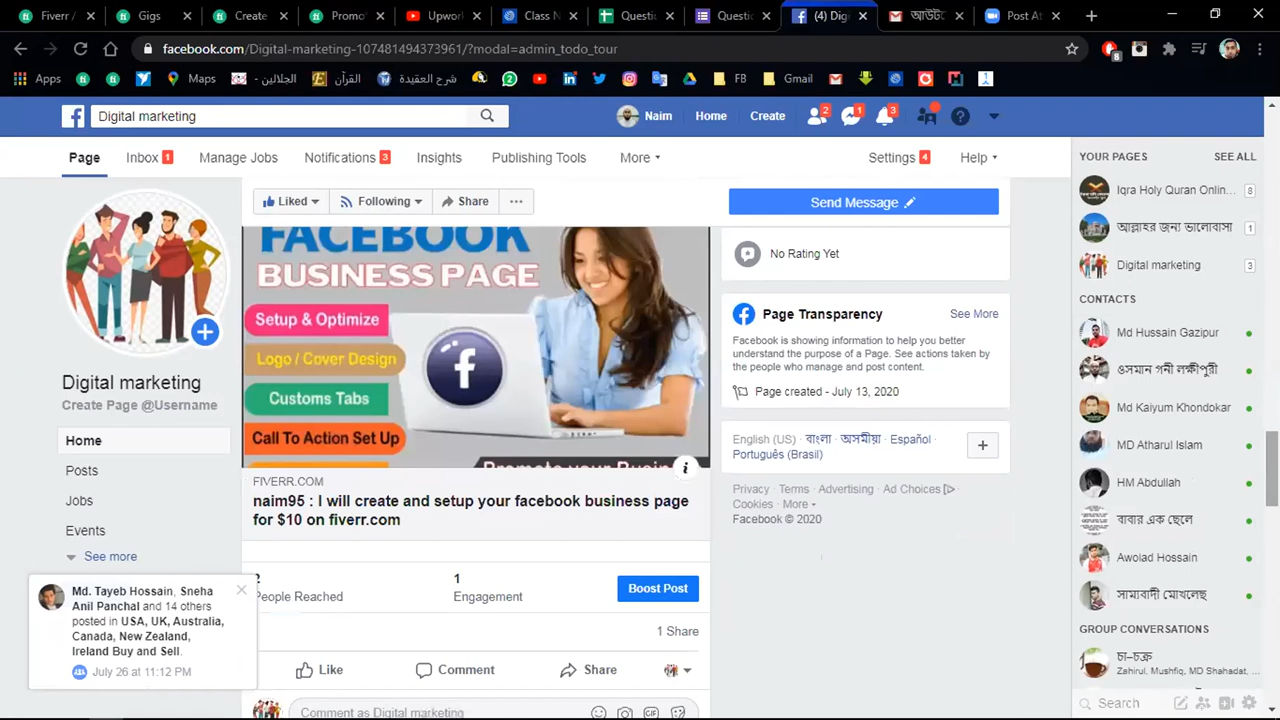 Fiverr /
Gigs
Create
Promot
Upwork
Class N
Questio
Questio
(4) Dig
আউট
Post At
facebook.com/Digital-marketing-107481494373961/?modal=admin_todo_tour
8
Apps
Maps
الجلالين -
القرآن
شرح العقيدة
FB
Gmail
Digital marketing
Naim
Home
Create
2
1
3
Page
Inbox 1
Manage Jobs
Notifications 3
Insights
Publishing Tools
More
Settings 4
Help
Liked
Following
Share
Send Message
FACEBOOK
BUSINESS PAGE
Setup & Optimize
Logo / Cover Design
Customs Tabs
Call To Action Set Up
Digital marketing
Create Page @Username
Home
Posts
Jobs
Events
See more
FIVERR.COM
naim95 : I will create and setup your facebook business page
for $10 on fiverr.com
2
People Reached
1
Engagement
Boost Post
1 Share
Like
Comment
Share
Comment as Digital marketing
Md. Tayeb Hossain, Sneha
Anil Panchal and 14 others
posted in USA, UK, Australia,
Canada, New Zealand,
Ireland Buy and Sell.
July 26 at 11:12 PM
No Rating Yet
Page Transparency
See More
Facebook is showing information to help you better
understand the purpose of a Page. See actions taken by
the people who manage and post content.
Page created - July 13, 2020
English (US) · বাংলা · অসমীয়া · Español ·
Português (Brasil)
Privacy · Terms · Advertising · Ad Choices ·
Cookies · More
Facebook © 2020
YOUR PAGES
SEE ALL
Iqra Holy Quran Onlin... 8
আল্লাহর জন্য ভালোবাসা 1
Digital marketing 3
CONTACTS
Md Hussain Gazipur
ওসমান গনী লক্ষীপুরী
Md Kaiyum Khondokar
MD Atharul Islam
HM Abdullah
বাবার এক ছেলে
Awolad Hossain
সাম্যবাদী মোখলেছ
GROUP CONVERSATIONS
চা-চক্র
Zahirul, Mushfiq, MD Shahadat, ...
Search